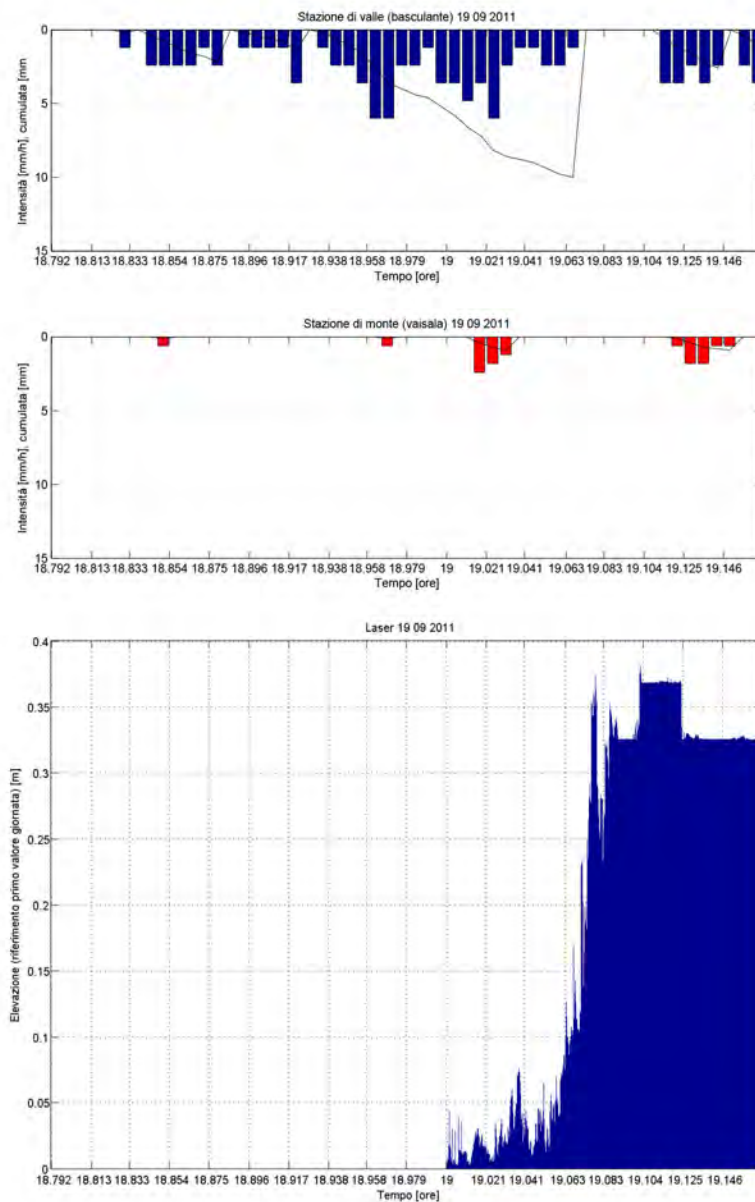 Stazione di valle (basculante) 19 09 2011
Intensità [mm/h], cumulata [mm
0
5
10
15
18.792 18.813 18.833 18.854 18.875 18.896 18.917 18.938 18.958 18.979 19 19.021 19.041 19.063 19.083 19.104 19.125 19.146
Tempo [ore]
Stazione di monte (vaisala) 19 09 2011
Intensità [mm/h], cumulata [mm]
0
5
10
15
18.792 18.813 18.833 18.854 18.875 18.896 18.917 18.938 18.958 18.979 19 19.021 19.041 19.063 19.083 19.104 19.125 19.146
Tempo [ore]
Laser 19 09 2011
Elevazione (riferimento primo valore giornata) [m]
0.4
0.35
0.3
0.25
0.2
0.15
0.1
0.05
0
18.792 18.813 18.833 18.854 18.875 18.896 18.917 18.938 18.958 18.979 19 19.021 19.041 19.063 19.083 19.104 19.125 19.146
Tempo [ore]